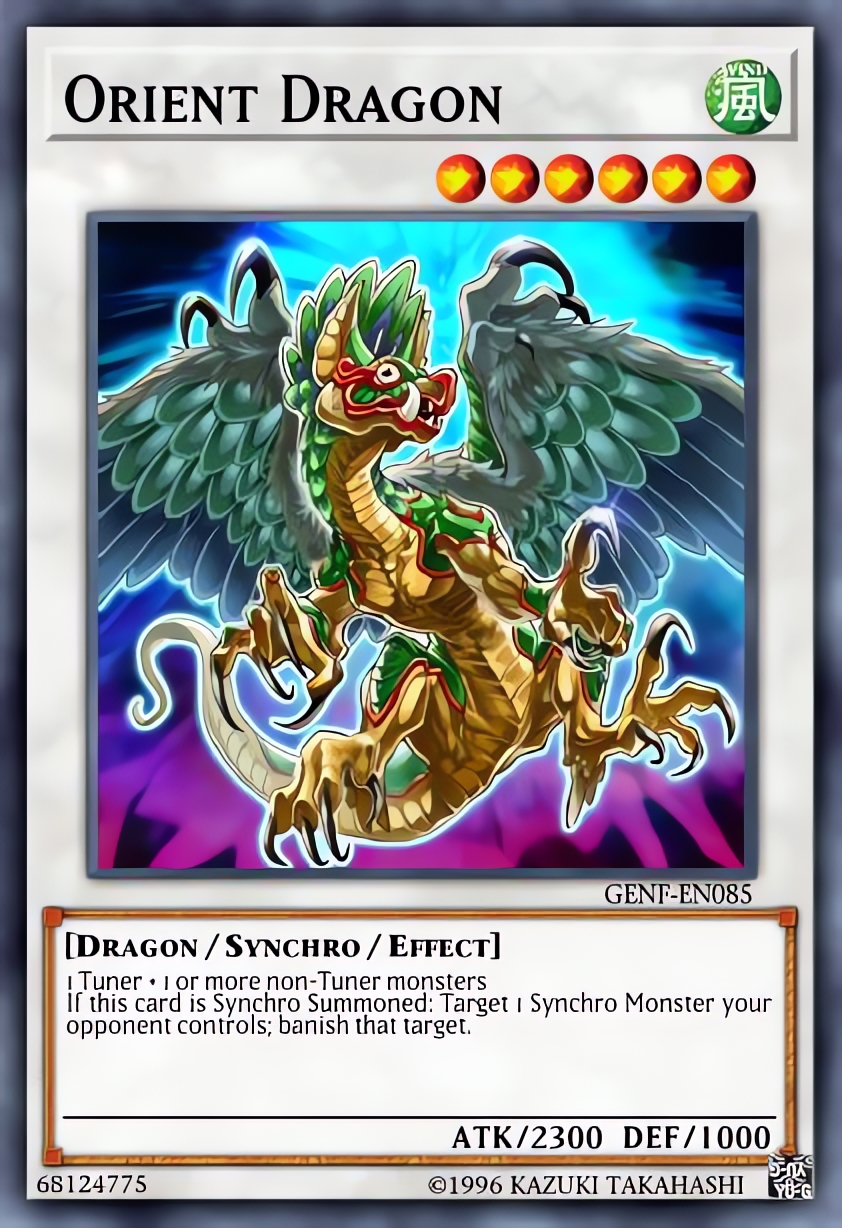 ORIENT DRAGON
WIND
風
GENF-EN085
[DRAGON / SYNCHRO / EFFECT]
1 Tuner + 1 or more non-Tuner monsters
If this card is Synchro Summoned: Target 1 Synchro Monster your
opponent controls; banish that target.
ATK/2300 DEF/1000
68124775
©1996 KAZUKI TAKAHASHI